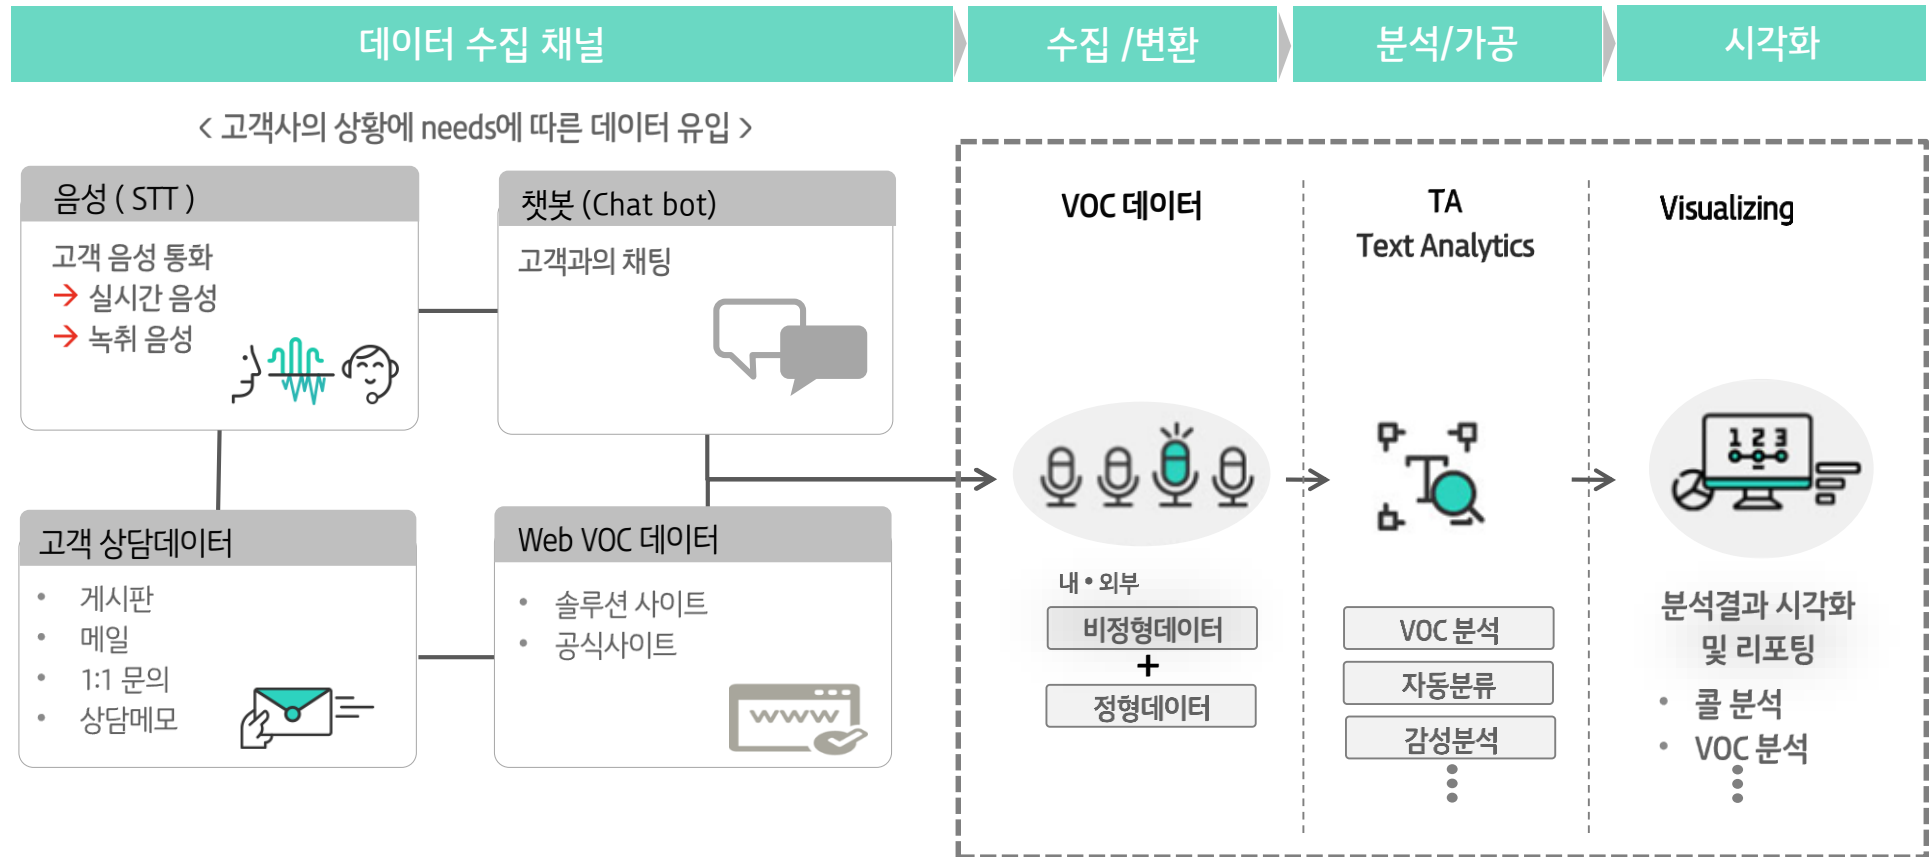 데이터 수집 채널
수집 /변환
분석/가공
시각화
< 고객사의 상황에 needs에 따른 데이터 유입 >
음성 ( STT )
고객 음성 통화
→ 실시간 음성
→ 녹취 음성
챗봇 (Chat bot)
고객과의 채팅
고객 상담데이터
• 게시판
• 메일
• 1:1 문의
• 상담메모
Web VOC 데이터
• 솔루션 사이트
• 공식사이트
www
VOC 데이터
내 • 외부
비정형데이터
+
정형데이터
TA
Text Analytics
T
VOC 분석
자동분류
감성분석
Visualizing
1 2 3
분석결과 시각화
및 리포팅
• 콜 분석
• VOC 분석